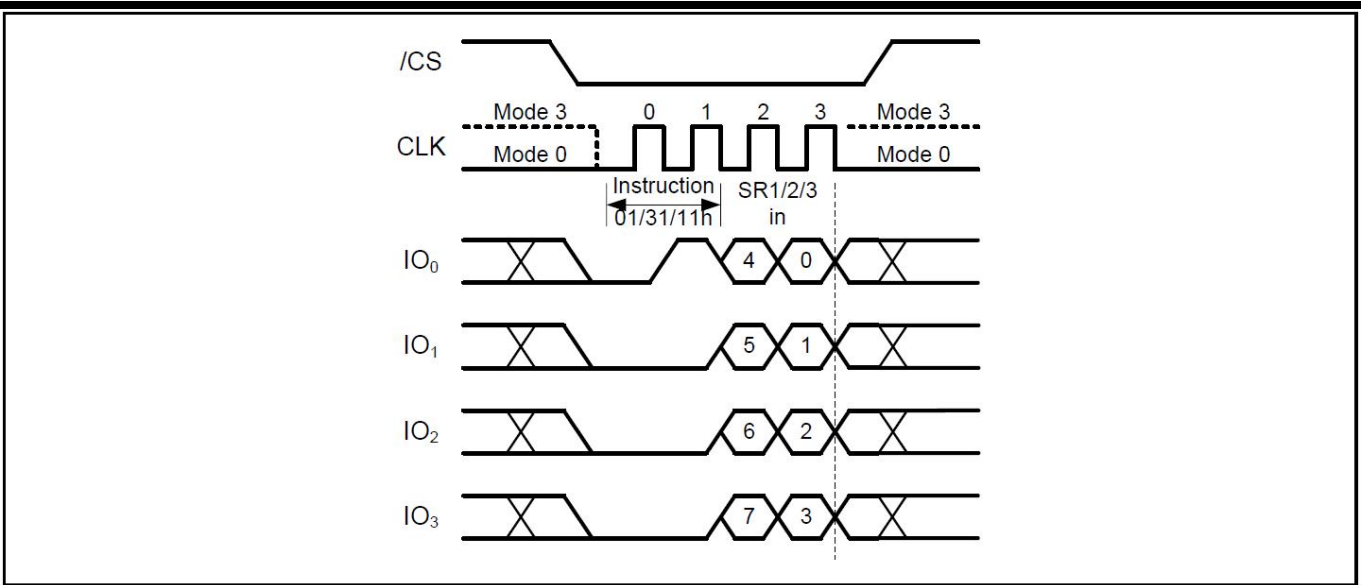 /CS
Mode 3 0 1 2 3 Mode 3
CLK
Mode 0 Mode 0
Instruction SR1/2/3
01/31/11h in
IO₀ 4 0
IO₁ 5 1
IO₂ 6 2
IO₃ 7 3